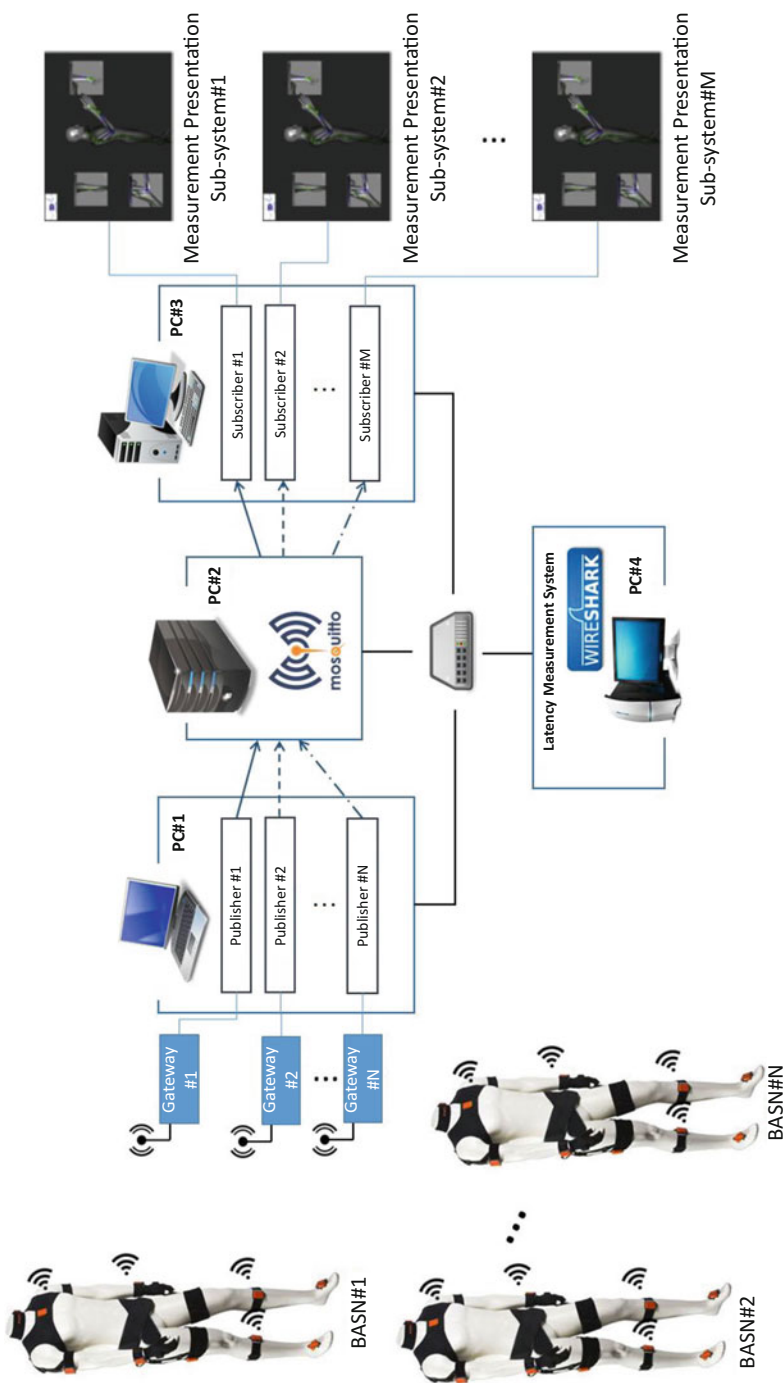 BASN#1
BASN#2
BASN#N
Gateway
#1
Gateway
#2
Gateway
#N
PC#1
Publisher #1
Publisher #2
Publisher #N
PC#2
mosquitto
PC#3
Subscriber #1
Subscriber #2
Subscriber #M
Latency Measurement System
WIRESHARK
PC#4
Measurement Presentation
Sub-system#1
Measurement Presentation
Sub-system#2
Measurement Presentation
Sub-system#M